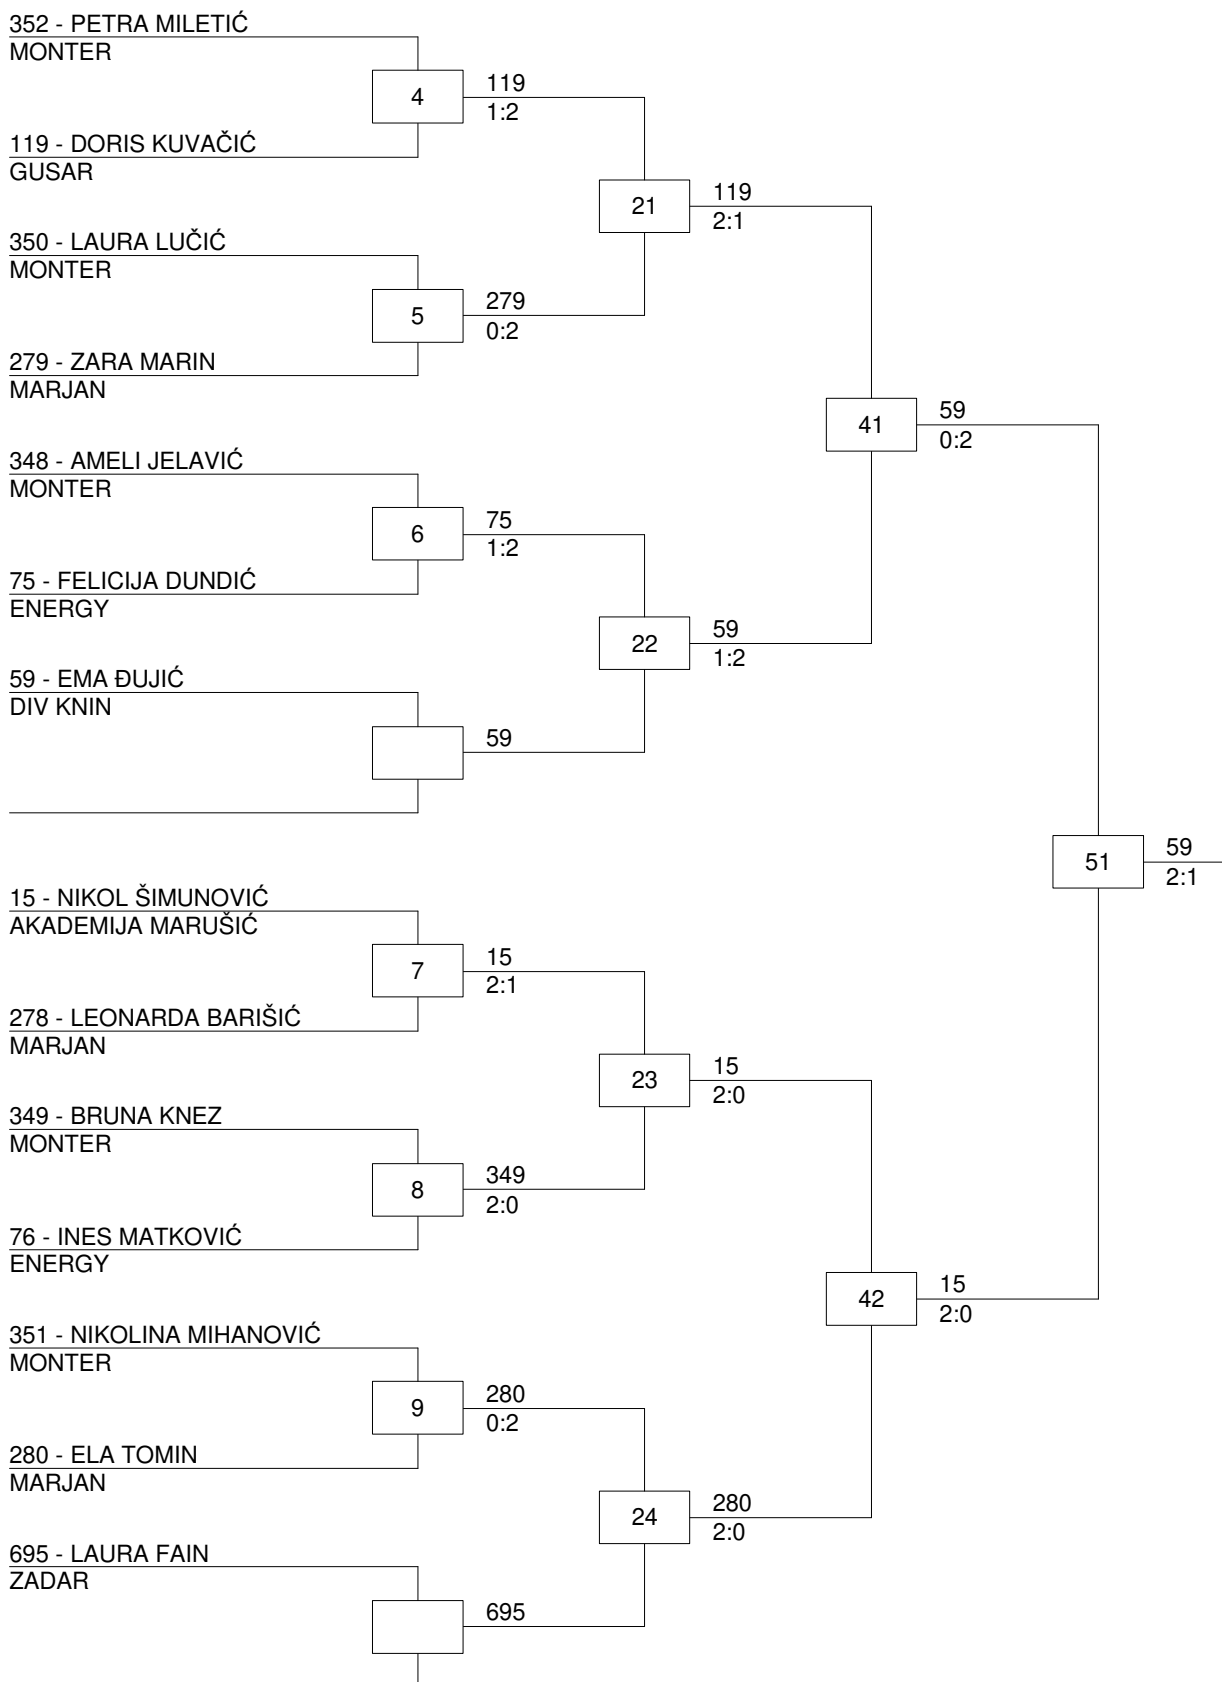 352 - PETRA MILETIĆ
MONTER
4
119
1:2
119 - DORIS KUVAČIĆ
GUSAR
21
119
2:1
350 - LAURA LUČIĆ
MONTER
5
279
0:2
279 - ZARA MARIN
MARJAN
41
59
0:2
348 - AMELI JELAVIĆ
MONTER
6
75
1:2
75 - FELICIJA DUNDIĆ
ENERGY
22
59
1:2
59 - EMA ĐUJIĆ
DIV KNIN
59
51
59
2:1
15 - NIKOL ŠIMUNOVIĆ
AKADEMIJA MARUŠIĆ
7
15
2:1
278 - LEONARDA BARIŠIĆ
MARJAN
23
15
2:0
349 - BRUNA KNEZ
MONTER
8
349
2:0
76 - INES MATKOVIĆ
ENERGY
42
15
2:0
351 - NIKOLINA MIHANOVIĆ
MONTER
9
280
0:2
280 - ELA TOMIN
MARJAN
24
280
2:0
695 - LAURA FAIN
ZADAR
695